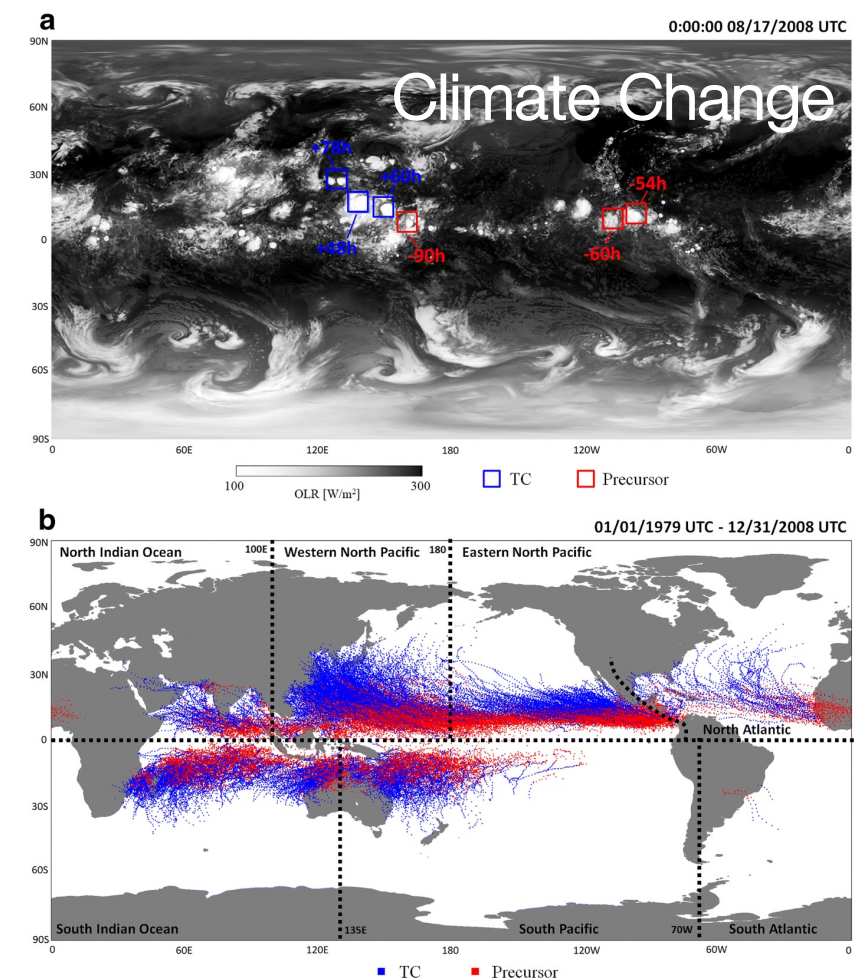 a
0:00:00 08/17/2008 UTC
90N
Climate Change
60N
+78h
30N
+60h
-54h
0
+48h
-90h
-60h
30S
60S
90S
0 60E 120E 180 120W 60W 0
100 300
OLR [W/m²]
TC Precursor
b
01/01/1979 UTC - 12/31/2008 UTC
90N
North Indian Ocean 100E Western North Pacific 180 Eastern North Pacific
60N
30N
North Atlantic
0
30S
60S
South Indian Ocean 135E South Pacific 70W South Atlantic
90S
0 60E 120E 180 120W 60W 0
TC Precursor